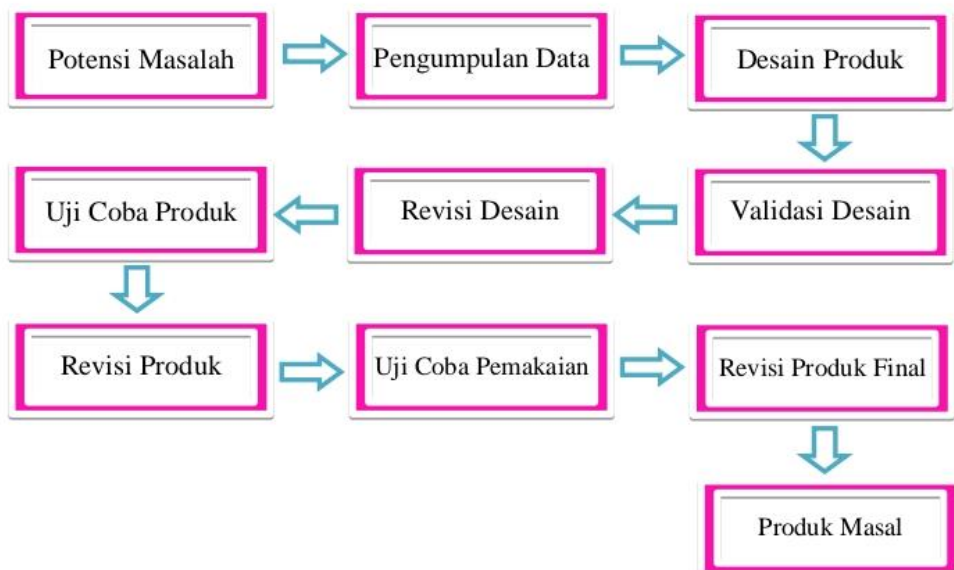 Potensi Masalah
Pengumpulan Data
Desain Produk
Validasi Desain
Revisi Desain
Uji Coba Produk
Revisi Produk
Uji Coba Pemakaian
Revisi Produk Final
Produk Masal